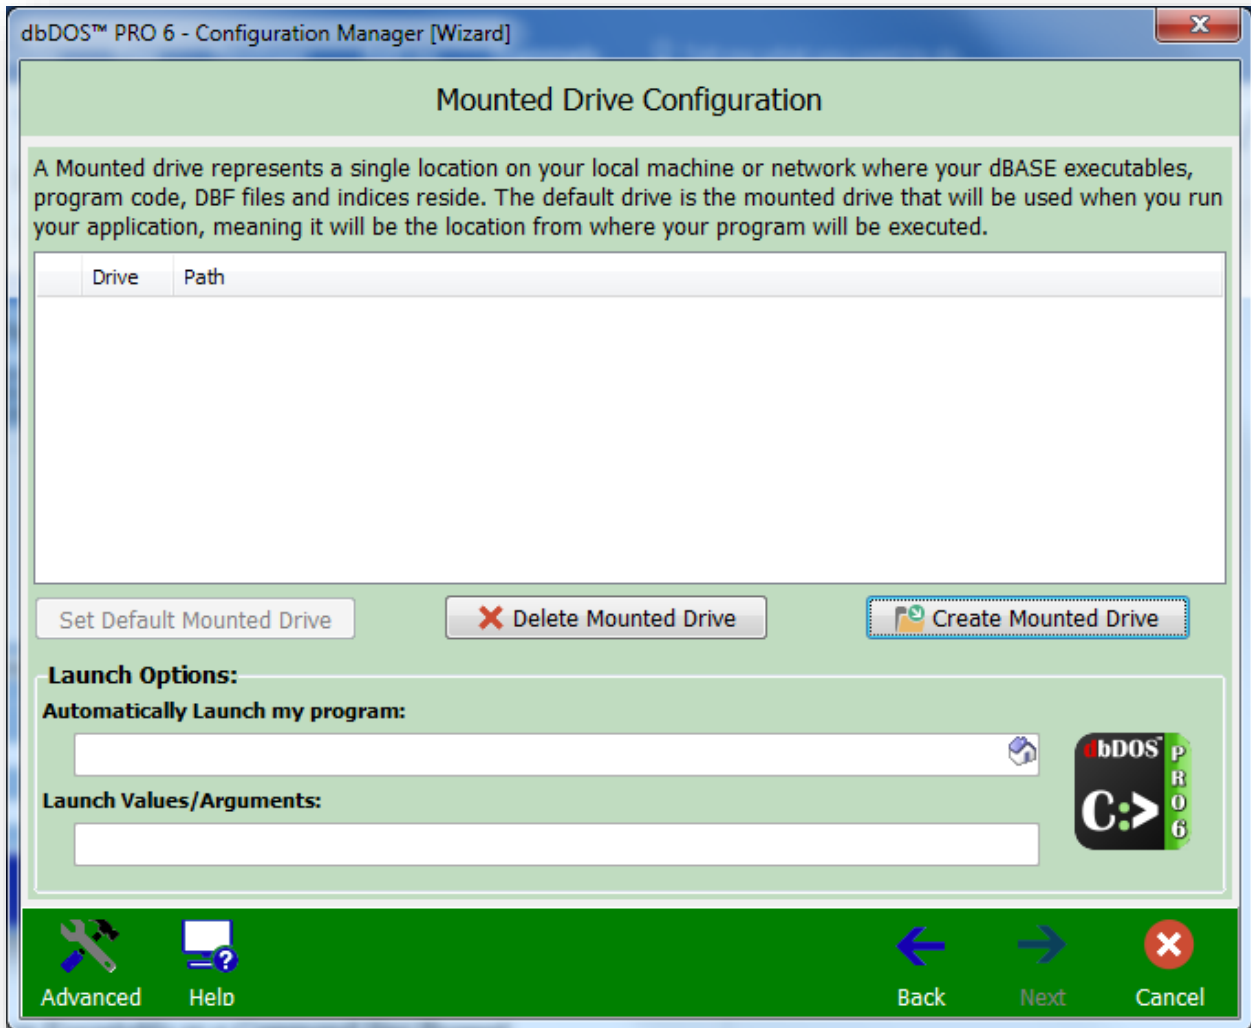 dbDOS™ PRO 6 - Configuration Manager [Wizard]
Mounted Drive Configuration
A Mounted drive represents a single location on your local machine or network where your dBASE executables,
program code, DBF files and indices reside. The default drive is the mounted drive that will be used when you run
your application, meaning it will be the location from where your program will be executed.
Drive Path
Set Default Mounted Drive Delete Mounted Drive Create Mounted Drive
Launch Options:
Automatically Launch my program:
Launch Values/Arguments:
dbDOS™ PRO6
C:>
Advanced Help Back Next Cancel